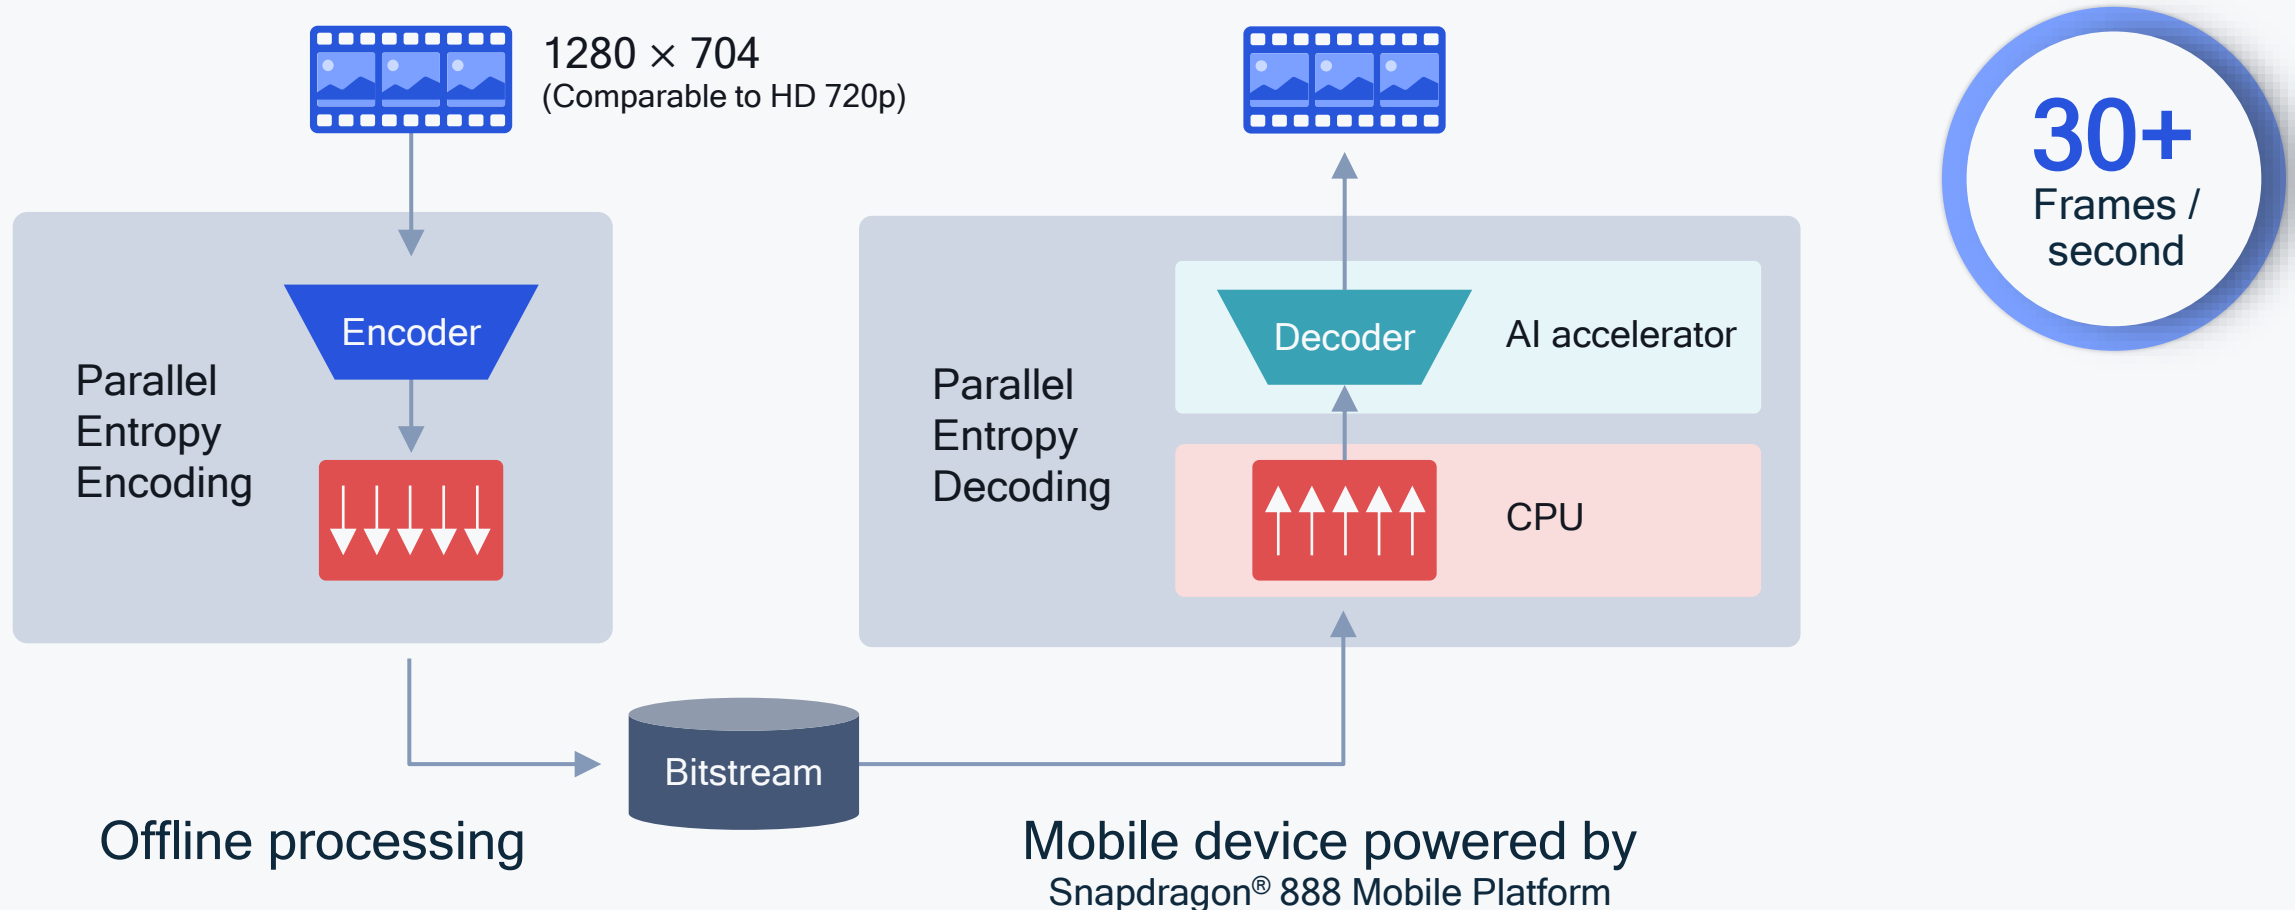 1280 × 704
(Comparable to HD 720p)
30+
Frames /
second
Encoder
Parallel
Entropy
Encoding
Decoder
AI accelerator
Parallel
Entropy
Decoding
CPU
Bitstream
Offline processing
Mobile device powered by
Snapdragon® 888 Mobile Platform